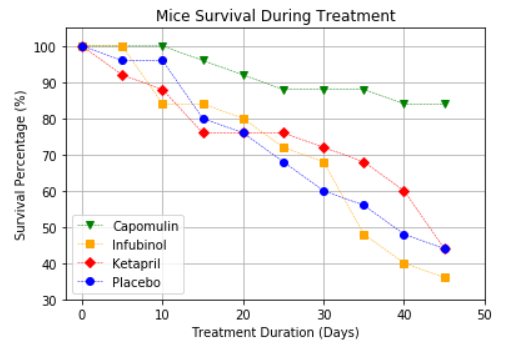 Mice Survival During Treatment
Survival Percentage (%)
100
90
80
70
60
50
40
30
Capomulin
Infubinol
Ketapril
Placebo
0
10
20
30
40
50
Treatment Duration (Days)